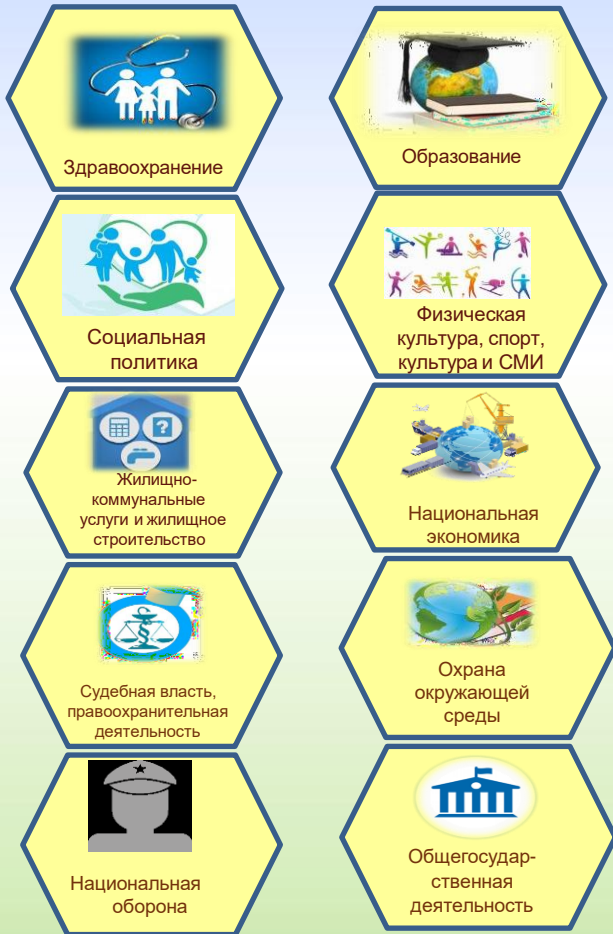 Здравоохранение
Образование
Социальная
политика
Физическая
культура, спорт,
культура и СМИ
Жилищно-
коммунальные
услуги и жилищное
строительство
Национальная
экономика
Судебная власть,
правоохранительная
деятельность
Охрана
окружающей
среды
Национальная
оборона
Общегосудар-
ственная
деятельность